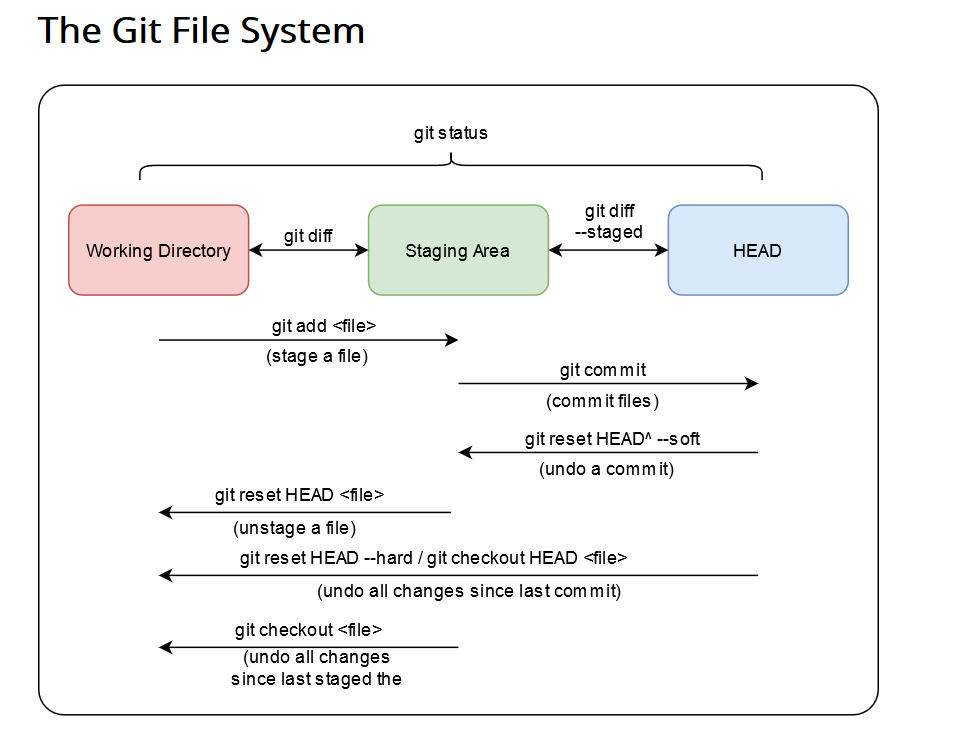 The Git File System
git status
git diff
--staged
git diff
Working Directory
Staging Area
HEAD
git add <file>
(stage a file)
git commit
(commit files)
git reset HEAD^ --soft
(undo a commit)
git reset HEAD <file>
(unstage a file)
git reset HEAD --hard / git checkout HEAD <file>
(undo all changes since last commit)
git checkout <file>
(undo all changes
since last staged the